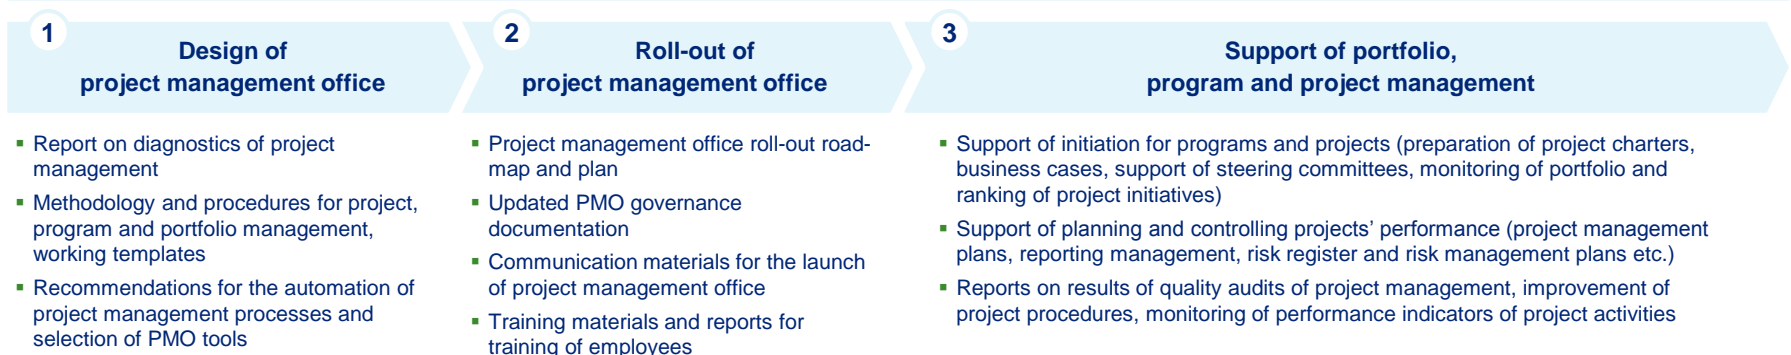 1
Design of
project management office
▪ Report on diagnostics of project
management
▪ Methodology and procedures for project,
program and portfolio management,
working templates
▪ Recommendations for the automation of
project management processes and
selection of PMO tools
2
Roll-out of
project management office
▪ Project management office roll-out road-
map and plan
▪ Updated PMO governance
documentation
▪ Communication materials for the launch
of project management office
▪ Training materials and reports for
training of employees
3
Support of portfolio,
program and project management
▪ Support of initiation for programs and projects (preparation of project charters,
business cases, support of steering committees, monitoring of portfolio and
ranking of project initiatives)
▪ Support of planning and controlling projects’ performance (project management
plans, reporting management, risk register and risk management plans etc.)
▪ Reports on results of quality audits of project management, improvement of
project procedures, monitoring of performance indicators of project activities